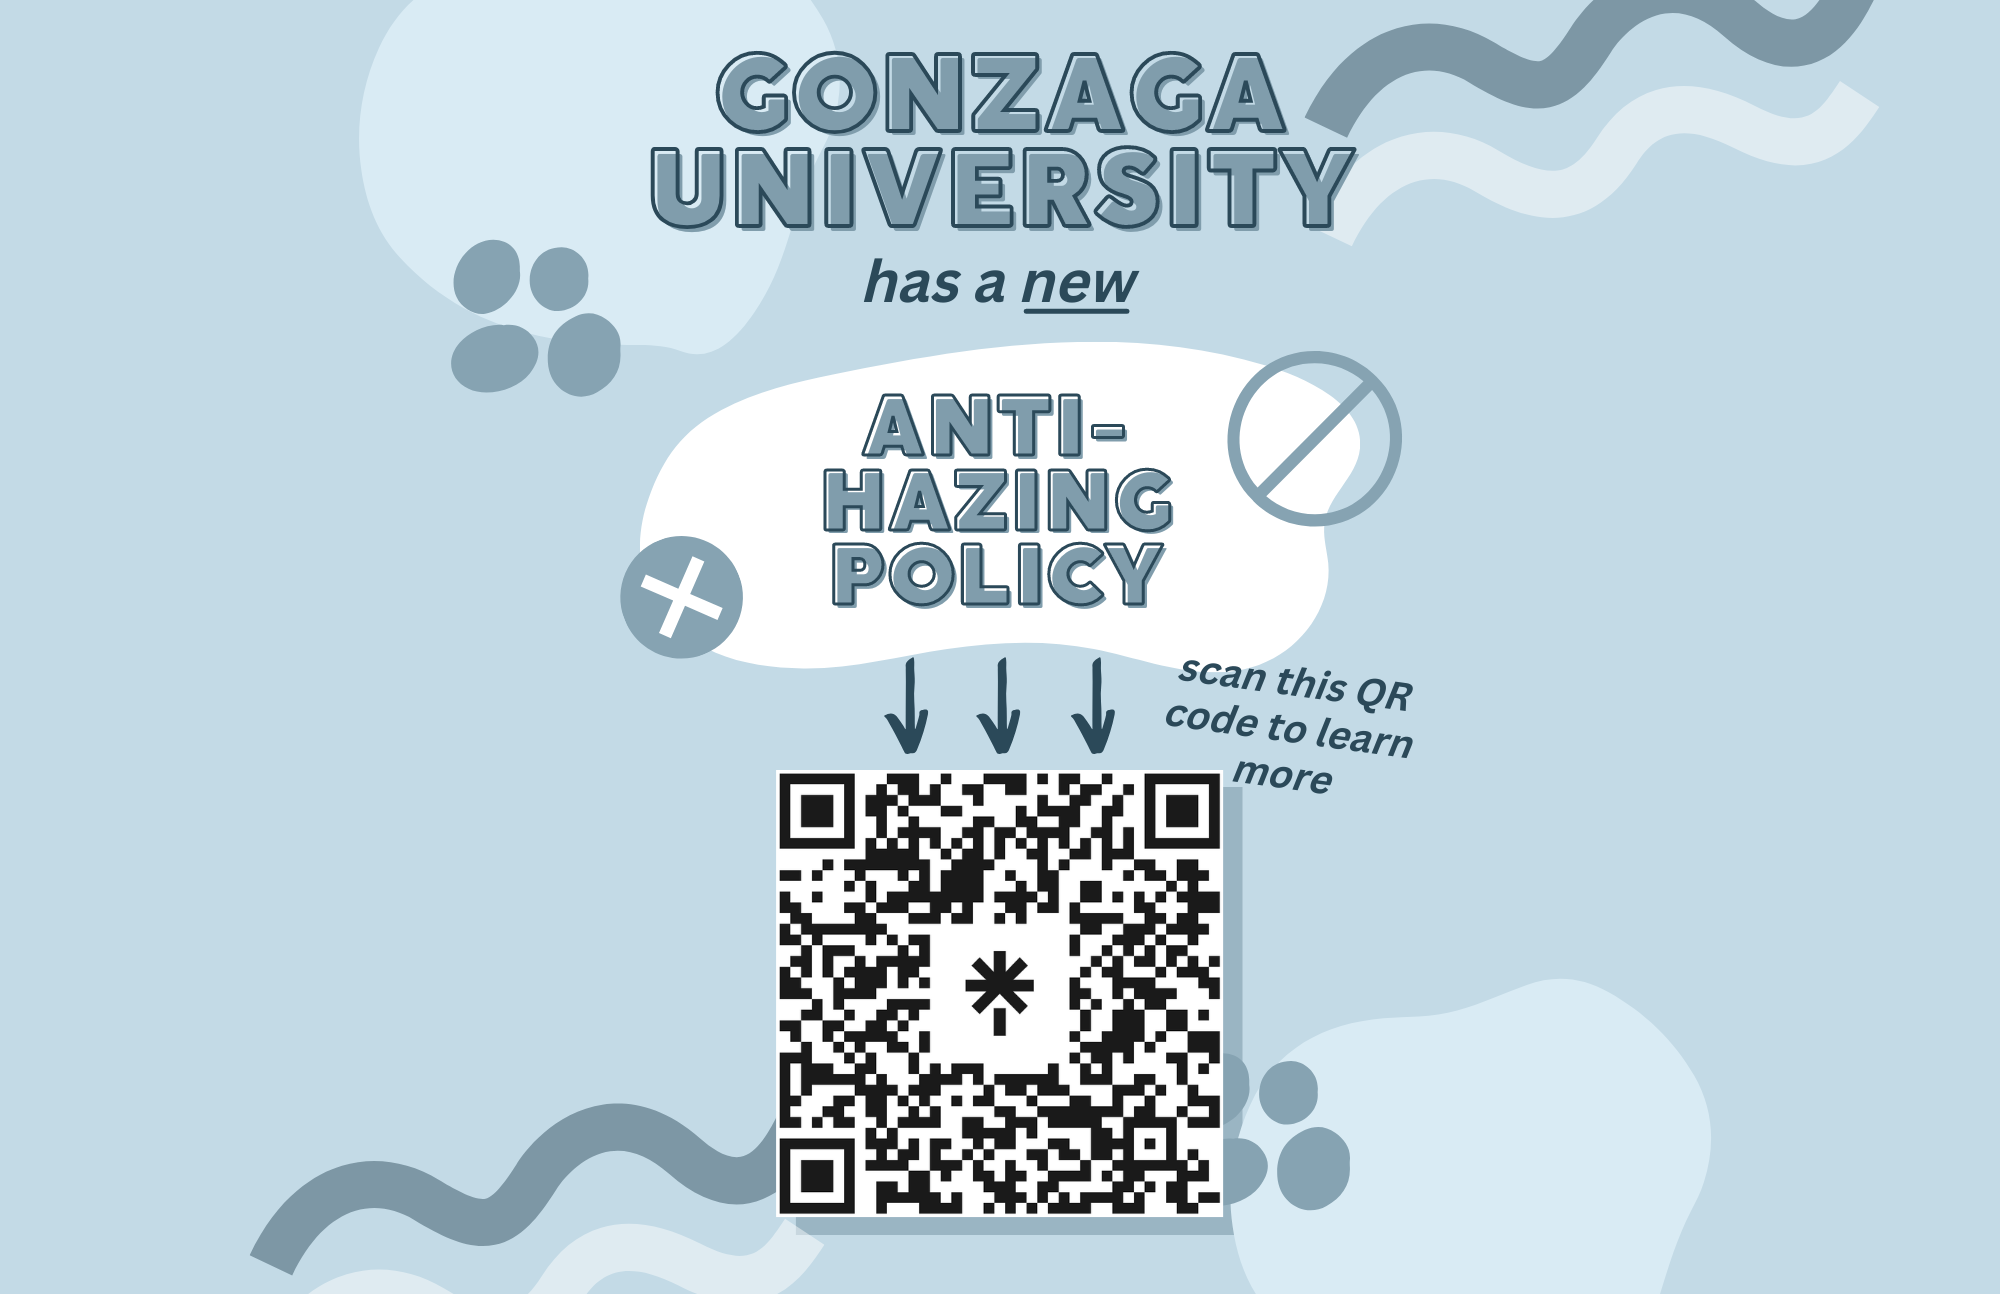 GONZAGA
UNIVERSITY
has a new
ANTI-
HAZING
POLICY
scan this QR
code to learn
more